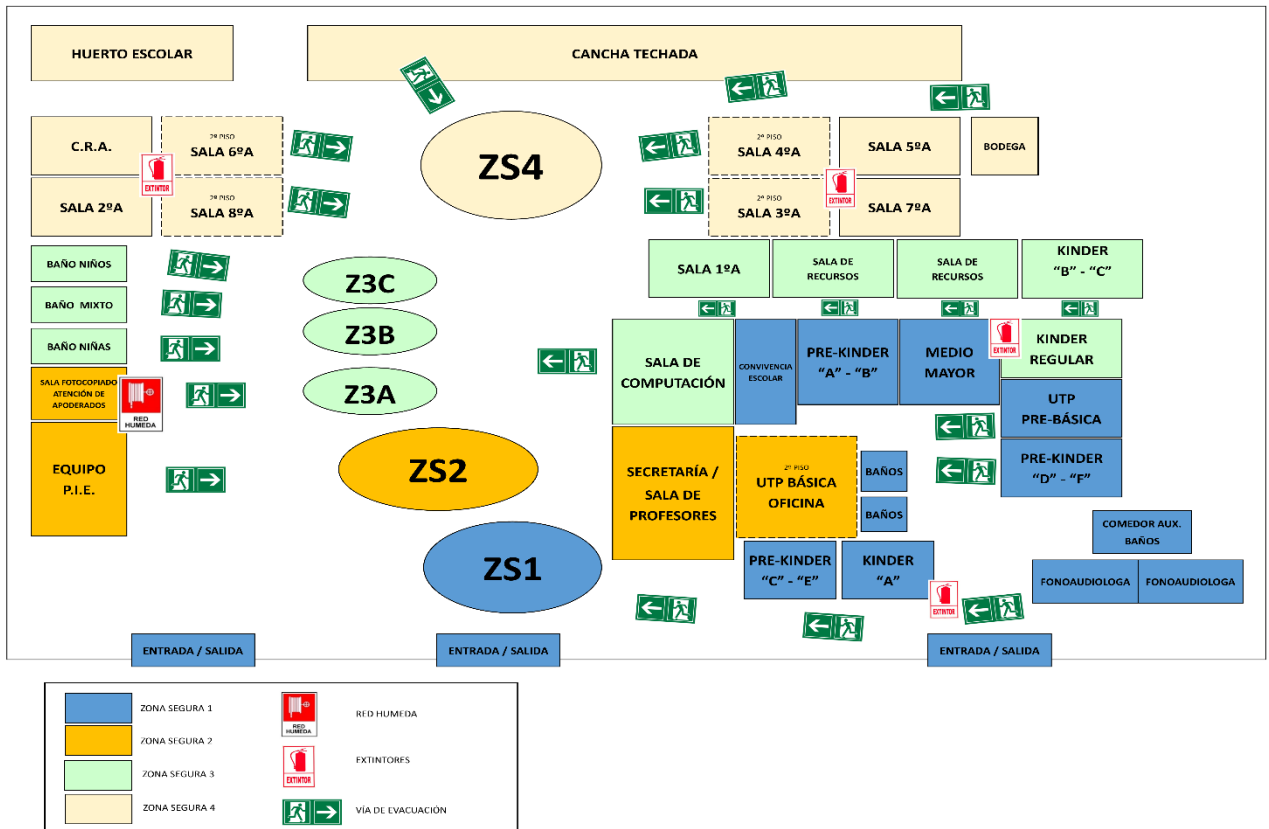 HUERTO ESCOLAR
CANCHA TECHADA
C.R.A.
2º PISO
SALA 6ºA
EXTINTOR
SALA 2ºA
2º PISO
SALA 8ºA
ZS4
2º PISO
SALA 4ºA
SALA 5ºA
BODEGA
EXTINTOR
2º PISO
SALA 3ºA
SALA 7ºA
BAÑO NIÑOS
BAÑO MIXTO
BAÑO NIÑAS
Z3C
Z3B
Z3A
SALA 1ºA
SALA DE
RECURSOS
SALA DE
RECURSOS
KINDER
“B” - “C”
SALA DE
COMPUTACIÓN
CONVIVENCIA
ESCOLAR
PRE-KINDER
“A” - “B”
MEDIO
MAYOR
EXTINTOR
KINDER
REGULAR
SALA FOTOCOPIADO
ATENCIÓN DE
APODERADOS
RED
HUMEDA
EQUIPO
P.I.E.
ZS2
ZS1
SECRETARÍA /
SALA DE
PROFESORES
2º PISO
UTP BÁSICA
OFICINA
BAÑOS
BAÑOS
UTP
PRE-BÁSICA
PRE-KINDER
“D” - “F”
PRE-KINDER
“C” - “E”
KINDER
“A”
EXTINTOR
COMEDOR AUX.
BAÑOS
FONOAUDIOLOGA
FONOAUDIOLOGA
ENTRADA / SALIDA
ENTRADA / SALIDA
ENTRADA / SALIDA
ZONA SEGURA 1
ZONA SEGURA 2
ZONA SEGURA 3
ZONA SEGURA 4
RED
HUMEDA
RED HUMEDA
EXTINTOR
EXTINTORES
VÍA DE EVACUACIÓN